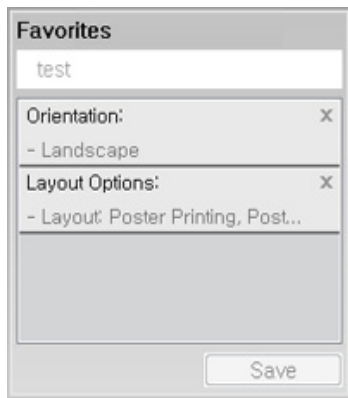 Favorites
test
Orientation: x
- Landscape
Layout Options: x
- Layout: Poster Printing, Post...
Save